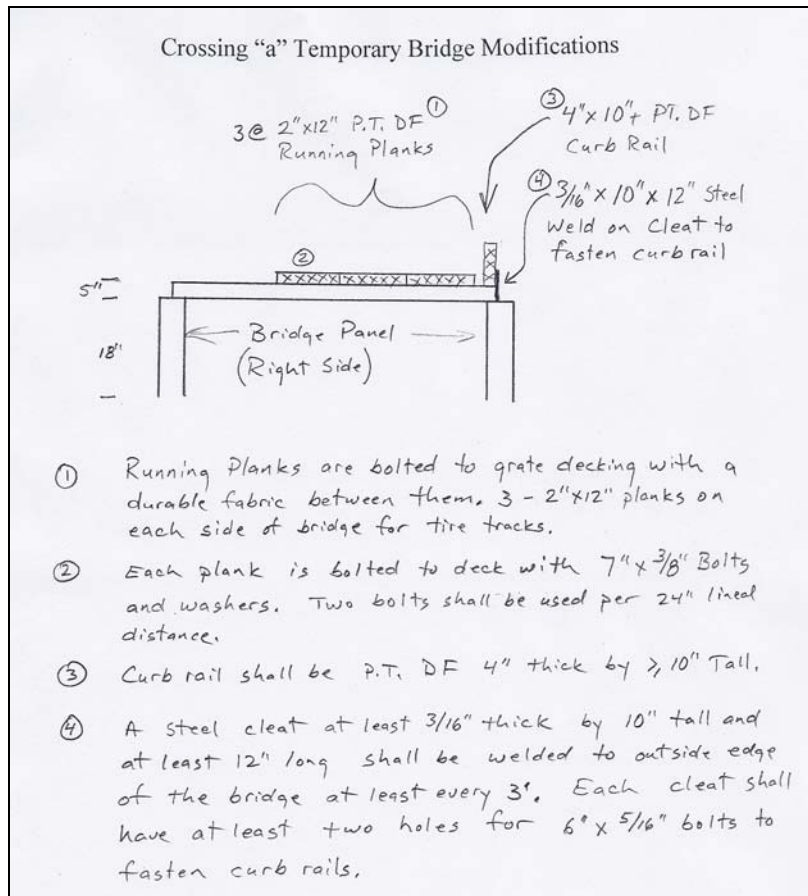 Crossing “a” Temporary Bridge Modifications
3@ 2"x12" P.T. DF ①
Running Planks
③ 4"x10"+ PT. DF
Curb Rail
④ 3/16" x 10" x 12" Steel
Weld on Cleat to
fasten curb rail
②
5"
18"
Bridge Panel
(Right Side)
① Running Planks are bolted to grate decking with a
durable fabric between them. 3 - 2"x12" planks on
each side of bridge for tire tracks.
② Each plank is bolted to deck with 7" x 3/8" Bolts
and washers. Two bolts shall be used per 24" lineal
distance.
③ Curb rail shall be P.T. DF 4" thick by ≥ 10" Tall.
④ A steel cleat at least 3/16" thick by 10" tall and
at least 12" long shall be welded to outside edge
of the bridge at least every 3'. Each cleat shall
have at least two holes for 6" x 5/16" bolts to
fasten curb rails.